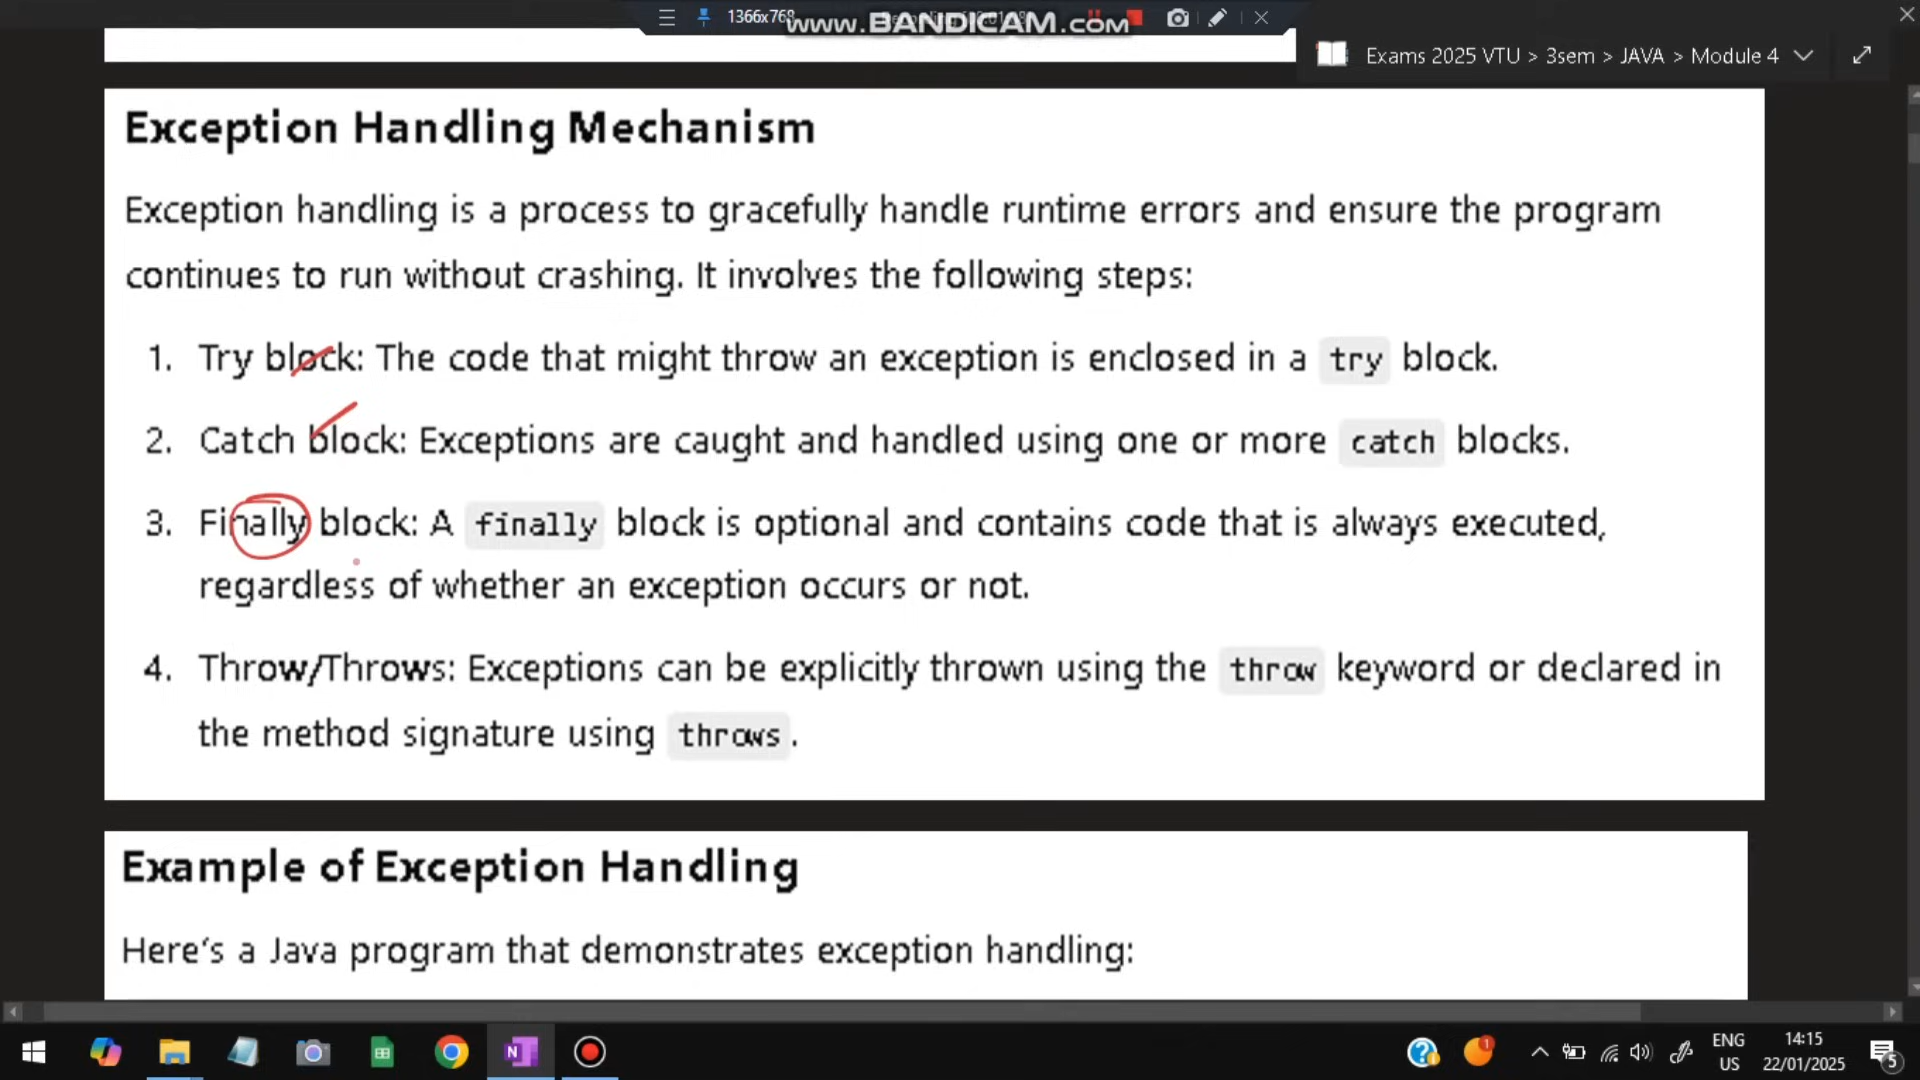 1366x768
www.BANDICAM.com
Exams 2025 VTU > 3sem > JAVA > Module 4
Exception Handling Mechanism
Exception handling is a process to gracefully handle runtime errors and ensure the program
continues to run without crashing. It involves the following steps:
1. Try block: The code that might throw an exception is enclosed in a try block.
2. Catch block: Exceptions are caught and handled using one or more catch blocks.
3. Finally block: A finally block is optional and contains code that is always executed,
regardless of whether an exception occurs or not.
4. Throw/Throws: Exceptions can be explicitly thrown using the throw keyword or declared in
the method signature using throws.
Example of Exception Handling
Here's a Java program that demonstrates exception handling:
N
1
ENG
US
14:15
22/01/2025
5